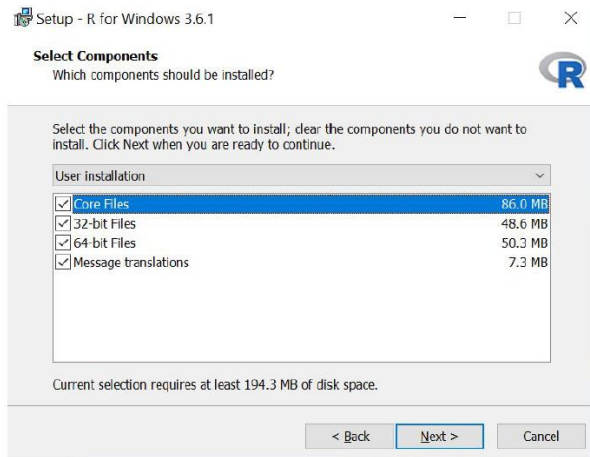 Setup - R for Windows 3.6.1
Select Components
Which components should be installed?
R
Select the components you want to install; clear the components you do not want to
install. Click Next when you are ready to continue.
User installation
Core Files 86.0 MB
32-bit Files 48.6 MB
64-bit Files 50.3 MB
Message translations 7.3 MB
Current selection requires at least 194.3 MB of disk space.
< Back Next > Cancel